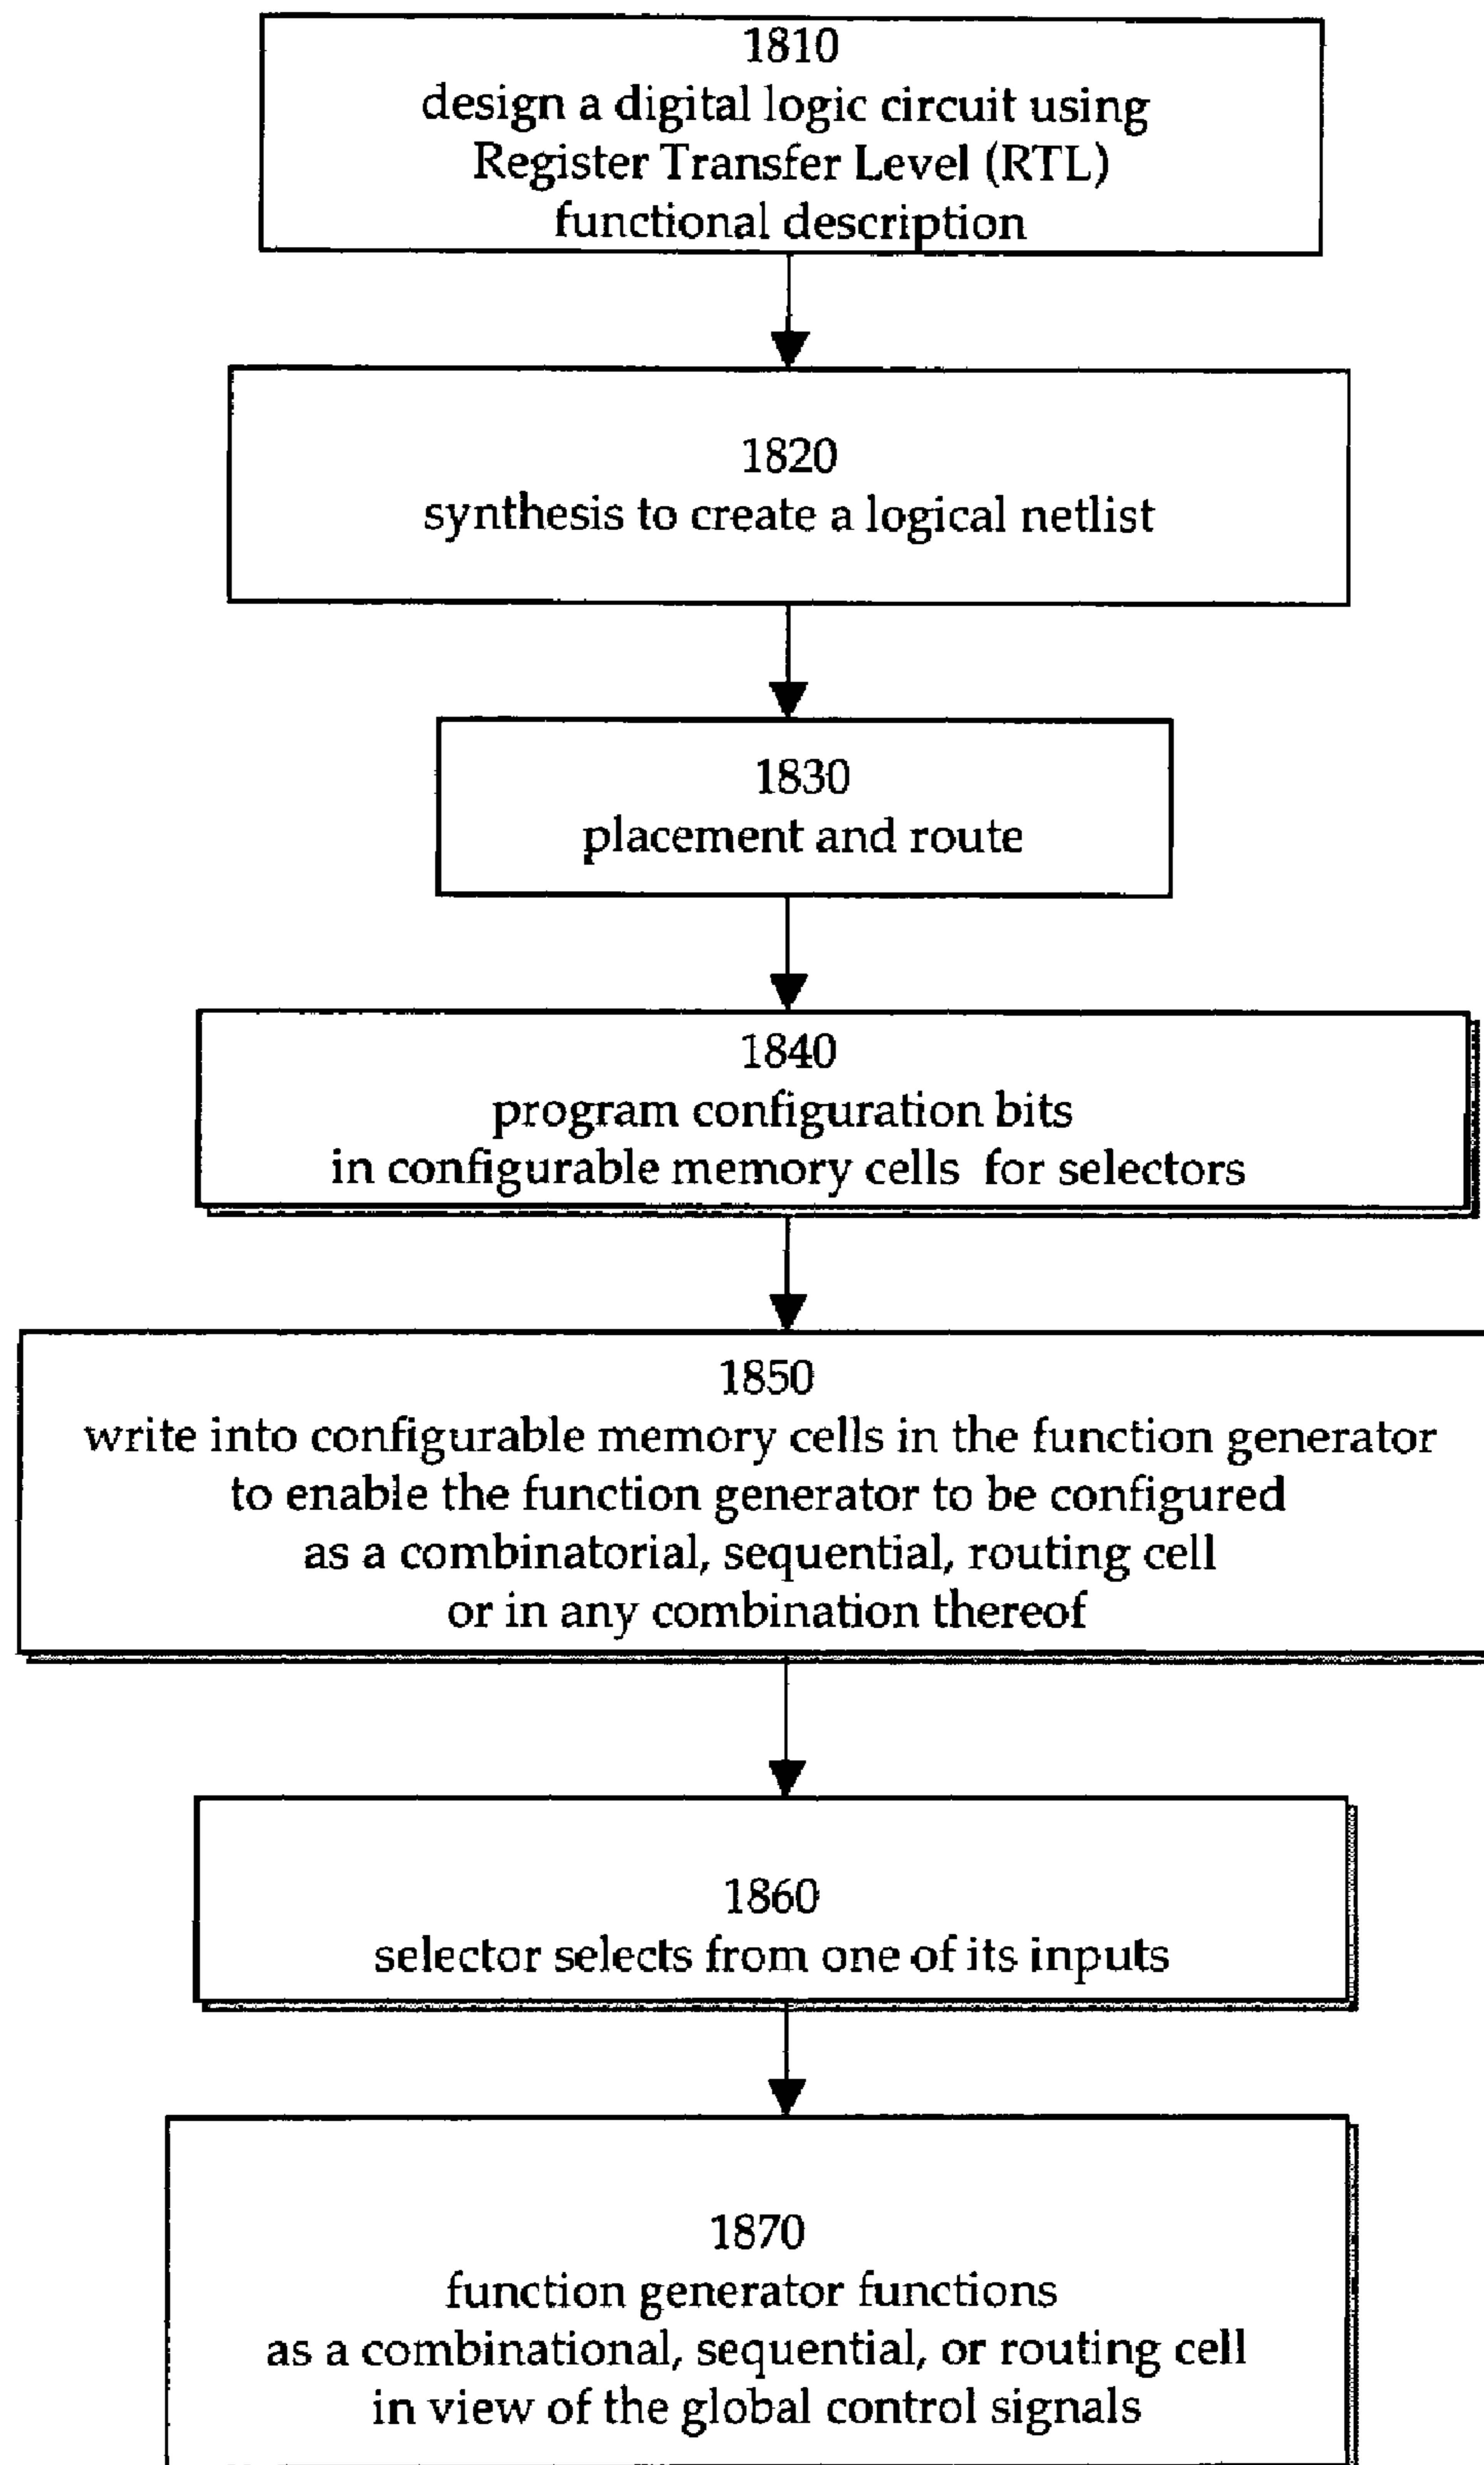 1810
design a digital logic circuit using
Register Transfer Level (RTL)
functional description
1820
synthesis to create a logical netlist
1830
placement and route
1840
program configuration bits
in configurable memory cells for selectors
1850
write into configurable memory cells in the function generator
to enable the function generator to be configured
as a combinatorial, sequential, routing cell
or in any combination thereof
1860
selector selects from one of its inputs
1870
function generator functions
as a combinational, sequential, or routing cell
in view of the global control signals